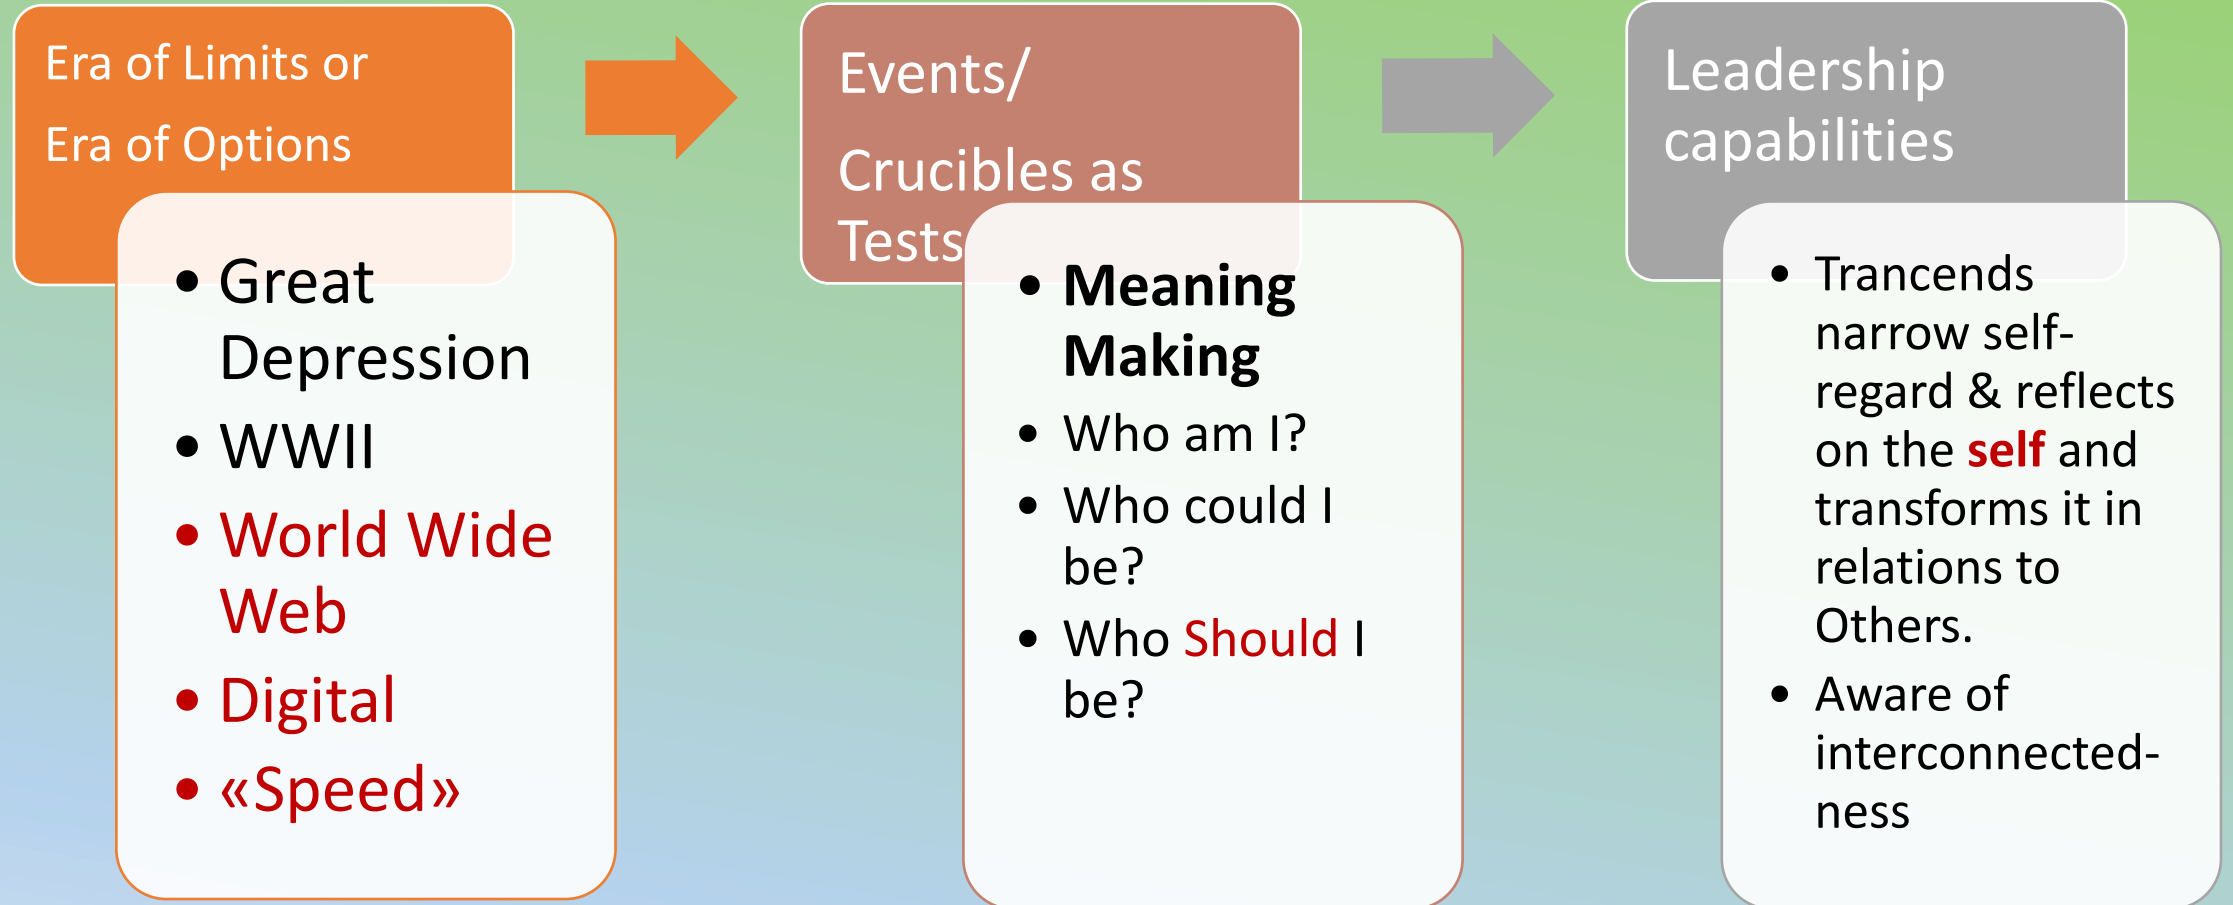 Era of Limits or
Era of Options
• Great
Depression
• WWII
• World Wide
Web
• Digital
• «Speed»
Events/
Crucibles as
Tests
• Meaning
Making
• Who am I?
• Who could I
be?
• Who Should I
be?
Leadership
capabilities
• Trancends
narrow self-
regard & reflects
on the self and
transforms it in
relations to
Others.
• Aware of
interconnected-
ness